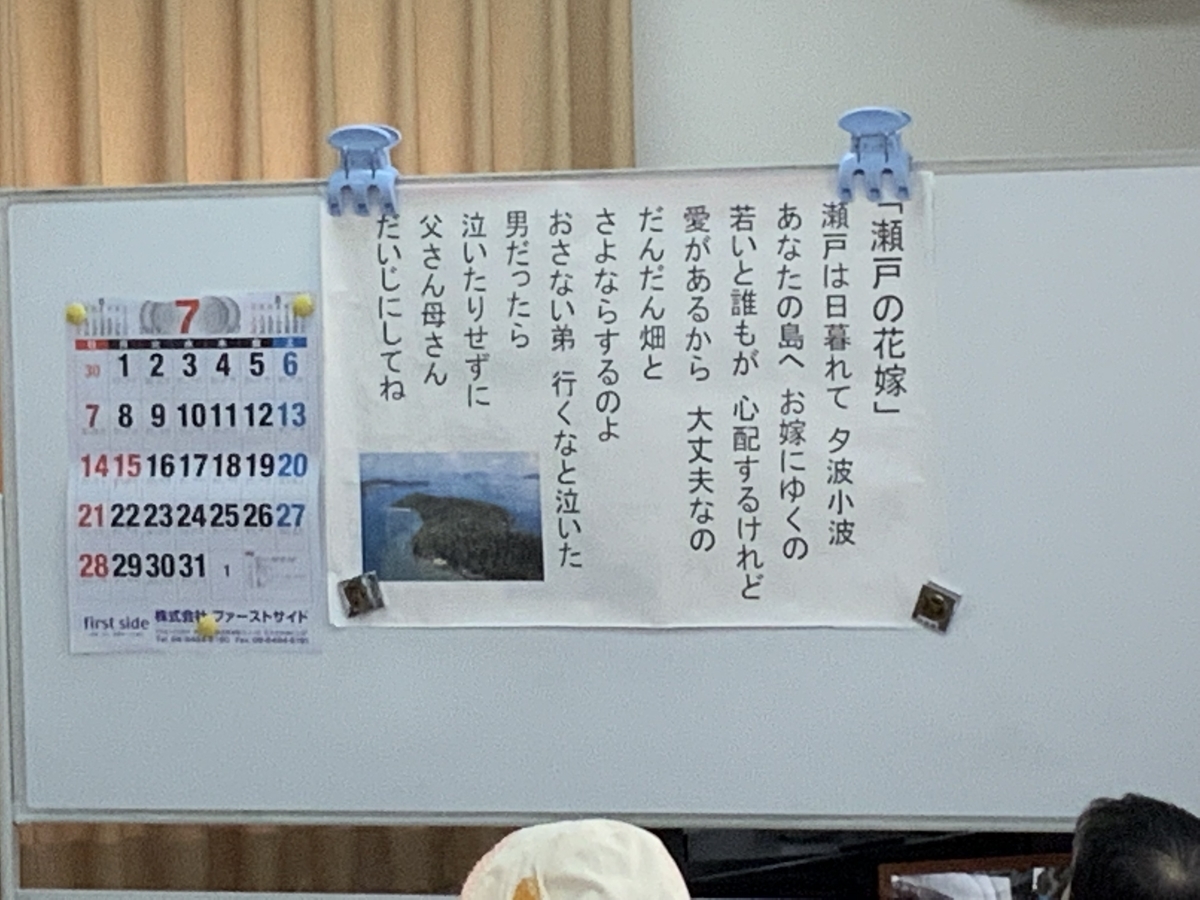 「瀬戸の花嫁」
瀬戸は日暮れて 夕波小波
あなたの島へ お嫁にゆくの
若いと誰もが 心配するけれど
愛があるから 大丈夫なの
だんだん畑と
さよならするのよ
おさない弟 行くなと泣いた
男だったら
泣いたりせずに
父さん母さん
だいじにしてね
7
日 月 火 水 木 金 土
30 1 2 3 4 5 6
7 8 9 10 11 12 13
14 15 16 17 18 19 20
21 22 23 24 25 26 27
28 29 30 31 1
first side 株式会社 ファーストサイド